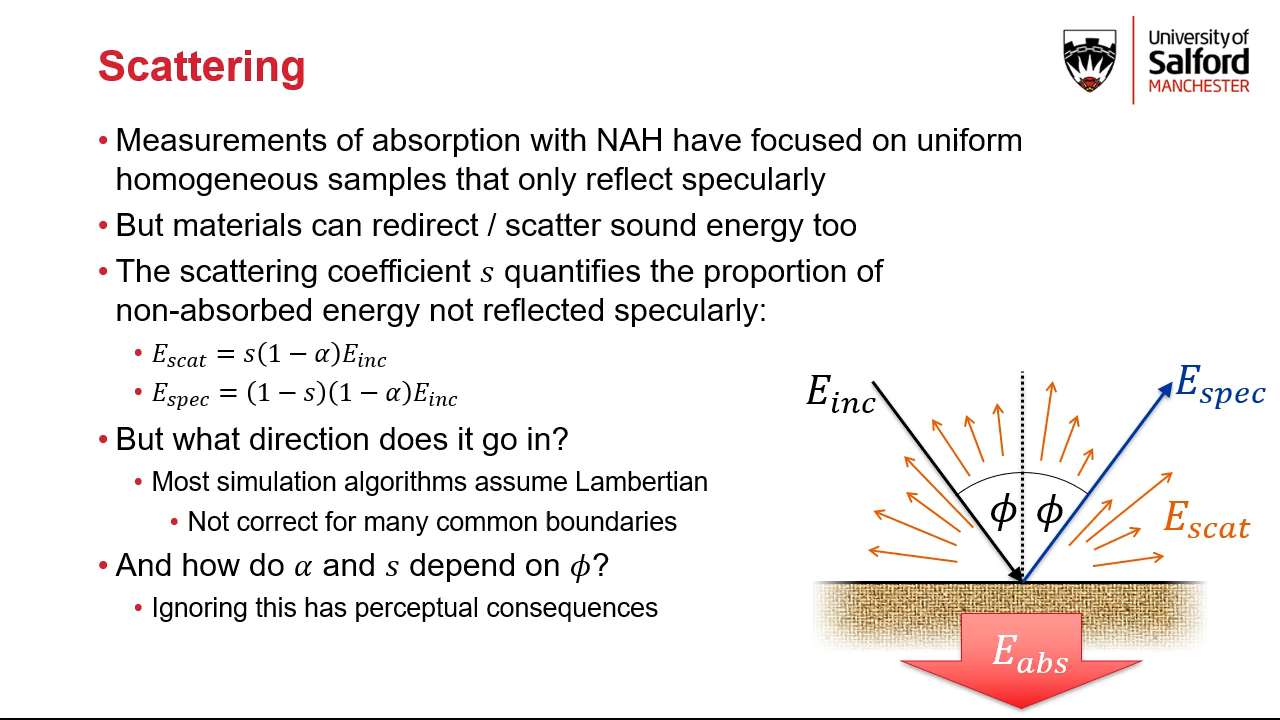 Scattering
University of
Salford
MANCHESTER
• Measurements of absorption with NAH have focused on uniform
homogeneous samples that only reflect specularly
• But materials can redirect / scatter sound energy too
• The scattering coefficient 𝑠 quantifies the proportion of
non-absorbed energy not reflected specularly:
• 𝐸𝑠𝑐𝑎𝑡 = 𝑠(1 − 𝛼)𝐸𝑖𝑛𝑐
• 𝐸𝑠𝑝𝑒𝑐 = (1 − 𝑠)(1 − 𝛼)𝐸𝑖𝑛𝑐
• But what direction does it go in?
• Most simulation algorithms assume Lambertian
• Not correct for many common boundaries
• And how do 𝛼 and 𝑠 depend on 𝜙?
• Ignoring this has perceptual consequences
𝐸𝑖𝑛𝑐
𝐸𝑠𝑝𝑒𝑐
𝜙 𝜙
𝐸𝑠𝑐𝑎𝑡
𝐸𝑎𝑏𝑠